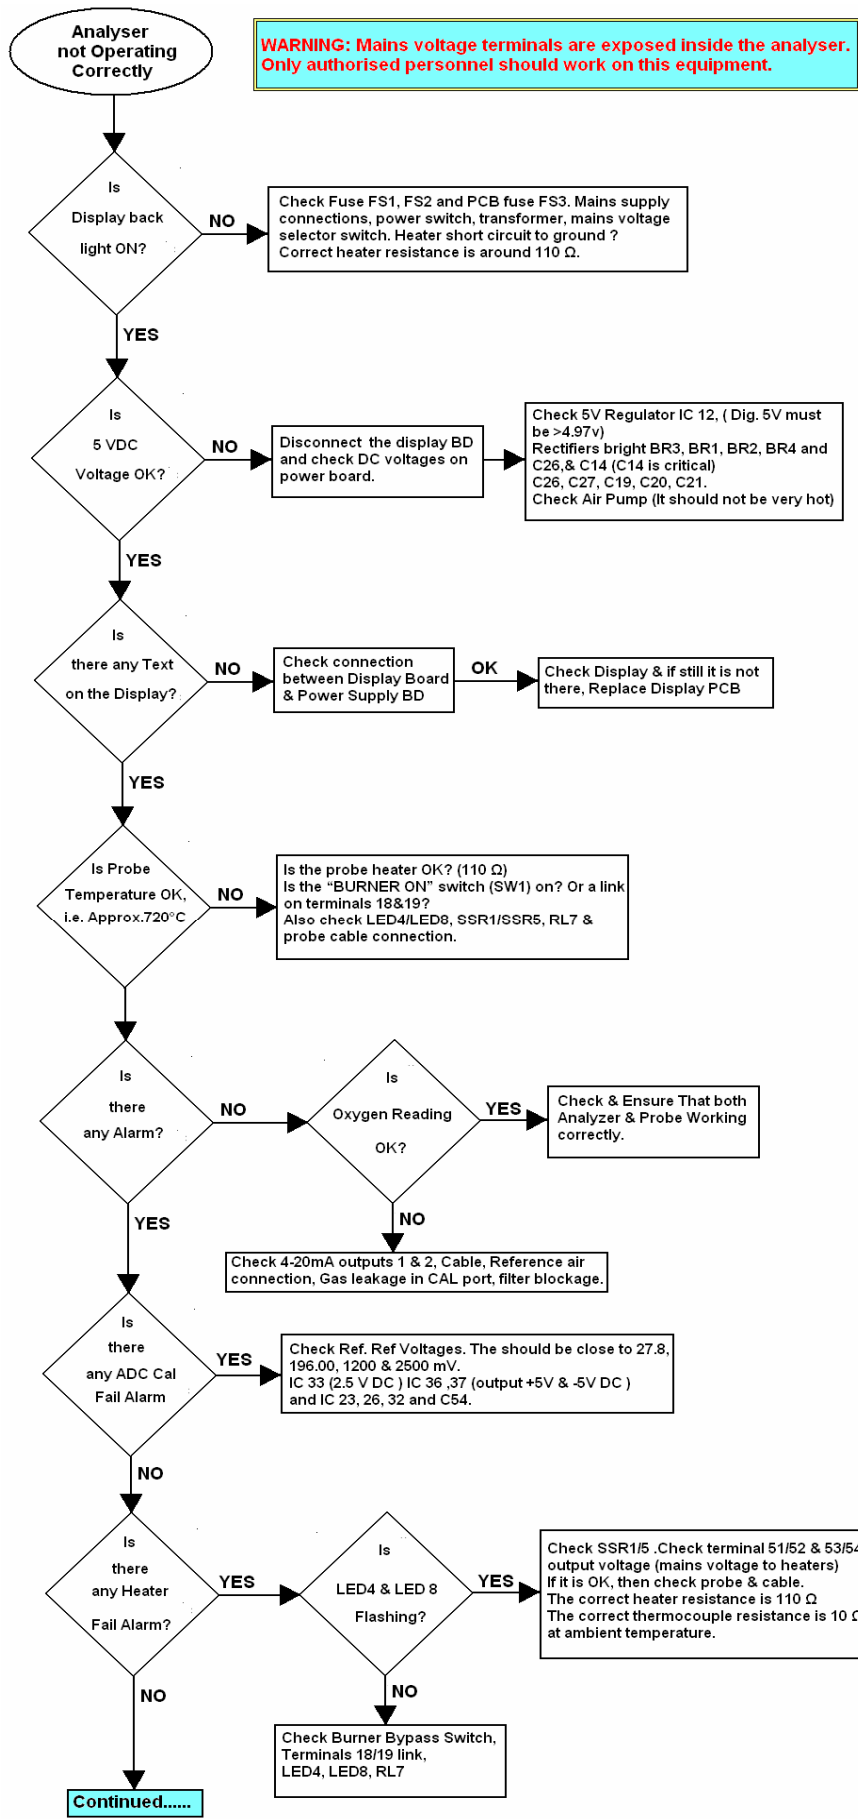 Analyser
not Operating
Correctly
WARNING: Mains voltage terminals are exposed inside the analyser.
Only authorised personnel should work on this equipment.
Is
Display back
light ON?
NO
Check Fuse FS1, FS2 and PCB fuse FS3. Mains supply
connections, power switch, transformer, mains voltage
selector switch. Heater short circuit to ground ?
Correct heater resistance is around 110 Ω.
YES
Is
5 VDC
Voltage OK?
NO
Disconnect the display BD
and check DC voltages on
power board.
Check 5V Regulator IC 12, ( Dig. 5V must
be >4.97v)
Rectifiers bright BR3, BR1, BR2, BR4 and
C26,& C14 (C14 is critical)
C26, C27, C19, C20, C21.
Check Air Pump (It should not be very hot)
YES
Is
there any Text
on the Display?
NO
Check connection
between Display Board
& Power Supply BD
OK
Check Display & if still it is not
there, Replace Display PCB
YES
Is Probe
Temperature OK,
i.e. Approx.720°C
NO
Is the probe heater OK? (110 Ω)
Is the “BURNER ON” switch (SW1) on? Or a link
on terminals 18&19?
Also check LED4/LED8, SSR1/SSR5, RL7 &
probe cable connection.
Is
there
any Alarm?
NO
Is
Oxygen Reading
OK?
YES
Check & Ensure That both
Analyzer & Probe Working
correctly.
YES
NO
Check 4-20mA outputs 1 & 2, Cable, Reference air
connection, Gas leakage in CAL port, filter blockage.
Is
there
any ADC Cal
Fail Alarm
YES
Check Ref. Ref Voltages. The should be close to 27.8,
196.00, 1200 & 2500 mV.
IC 33 (2.5 V DC ) IC 36 ,37 (output +5V & -5V DC )
and IC 23, 26, 32 and C54.
NO
Is
there
any Heater
Fail Alarm?
YES
Is
LED4 & LED 8
Flashing?
YES
Check SSR1/5 .Check terminal 51/52 & 53/54
output voltage (mains voltage to heaters)
If it is OK, then check probe & cable.
The correct heater resistance is 110 Ω
The correct thermocouple resistance is 10 Ω
at ambient temperature.
NO
NO
Check Burner Bypass Switch,
Terminals 18/19 link,
LED4, LED8, RL7
Continued......